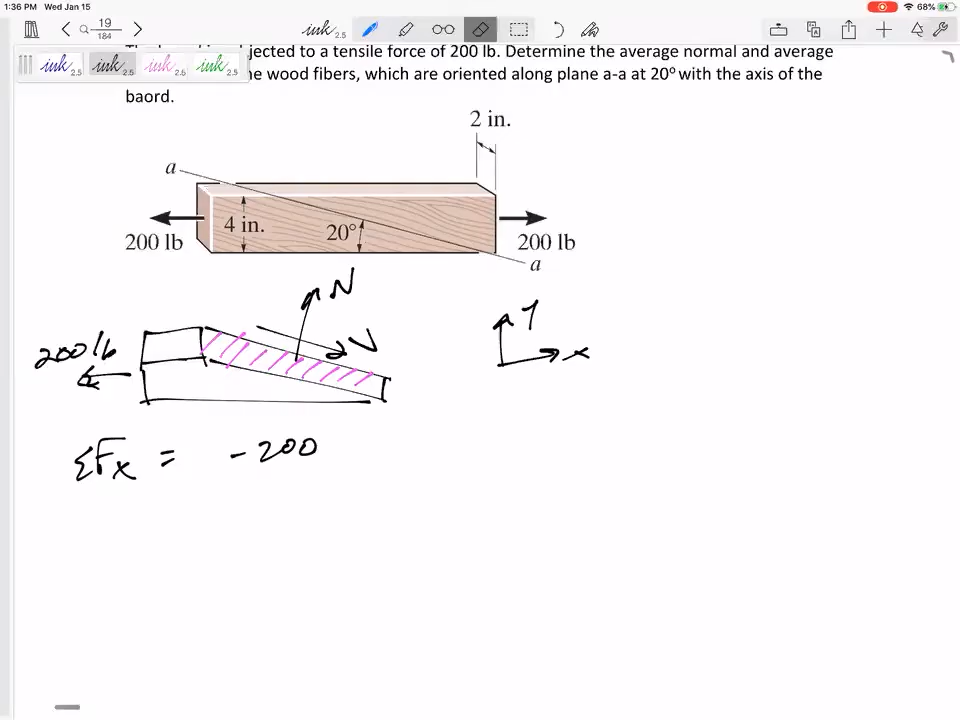 1:36 PM Wed Jan 15
68%
19
184
ink 2.5
jected to a tensile force of 200 lb. Determine the average normal and average
ink 2.5 ink 2.5 ink 2.5 ink 2.5
ne wood fibers, which are oriented along plane a-a at 20° with the axis of the
baord.
2 in.
a
4 in.
20°
200 lb
200 lb
a
N
V
200 lb
Y
x
ΣFx = -200